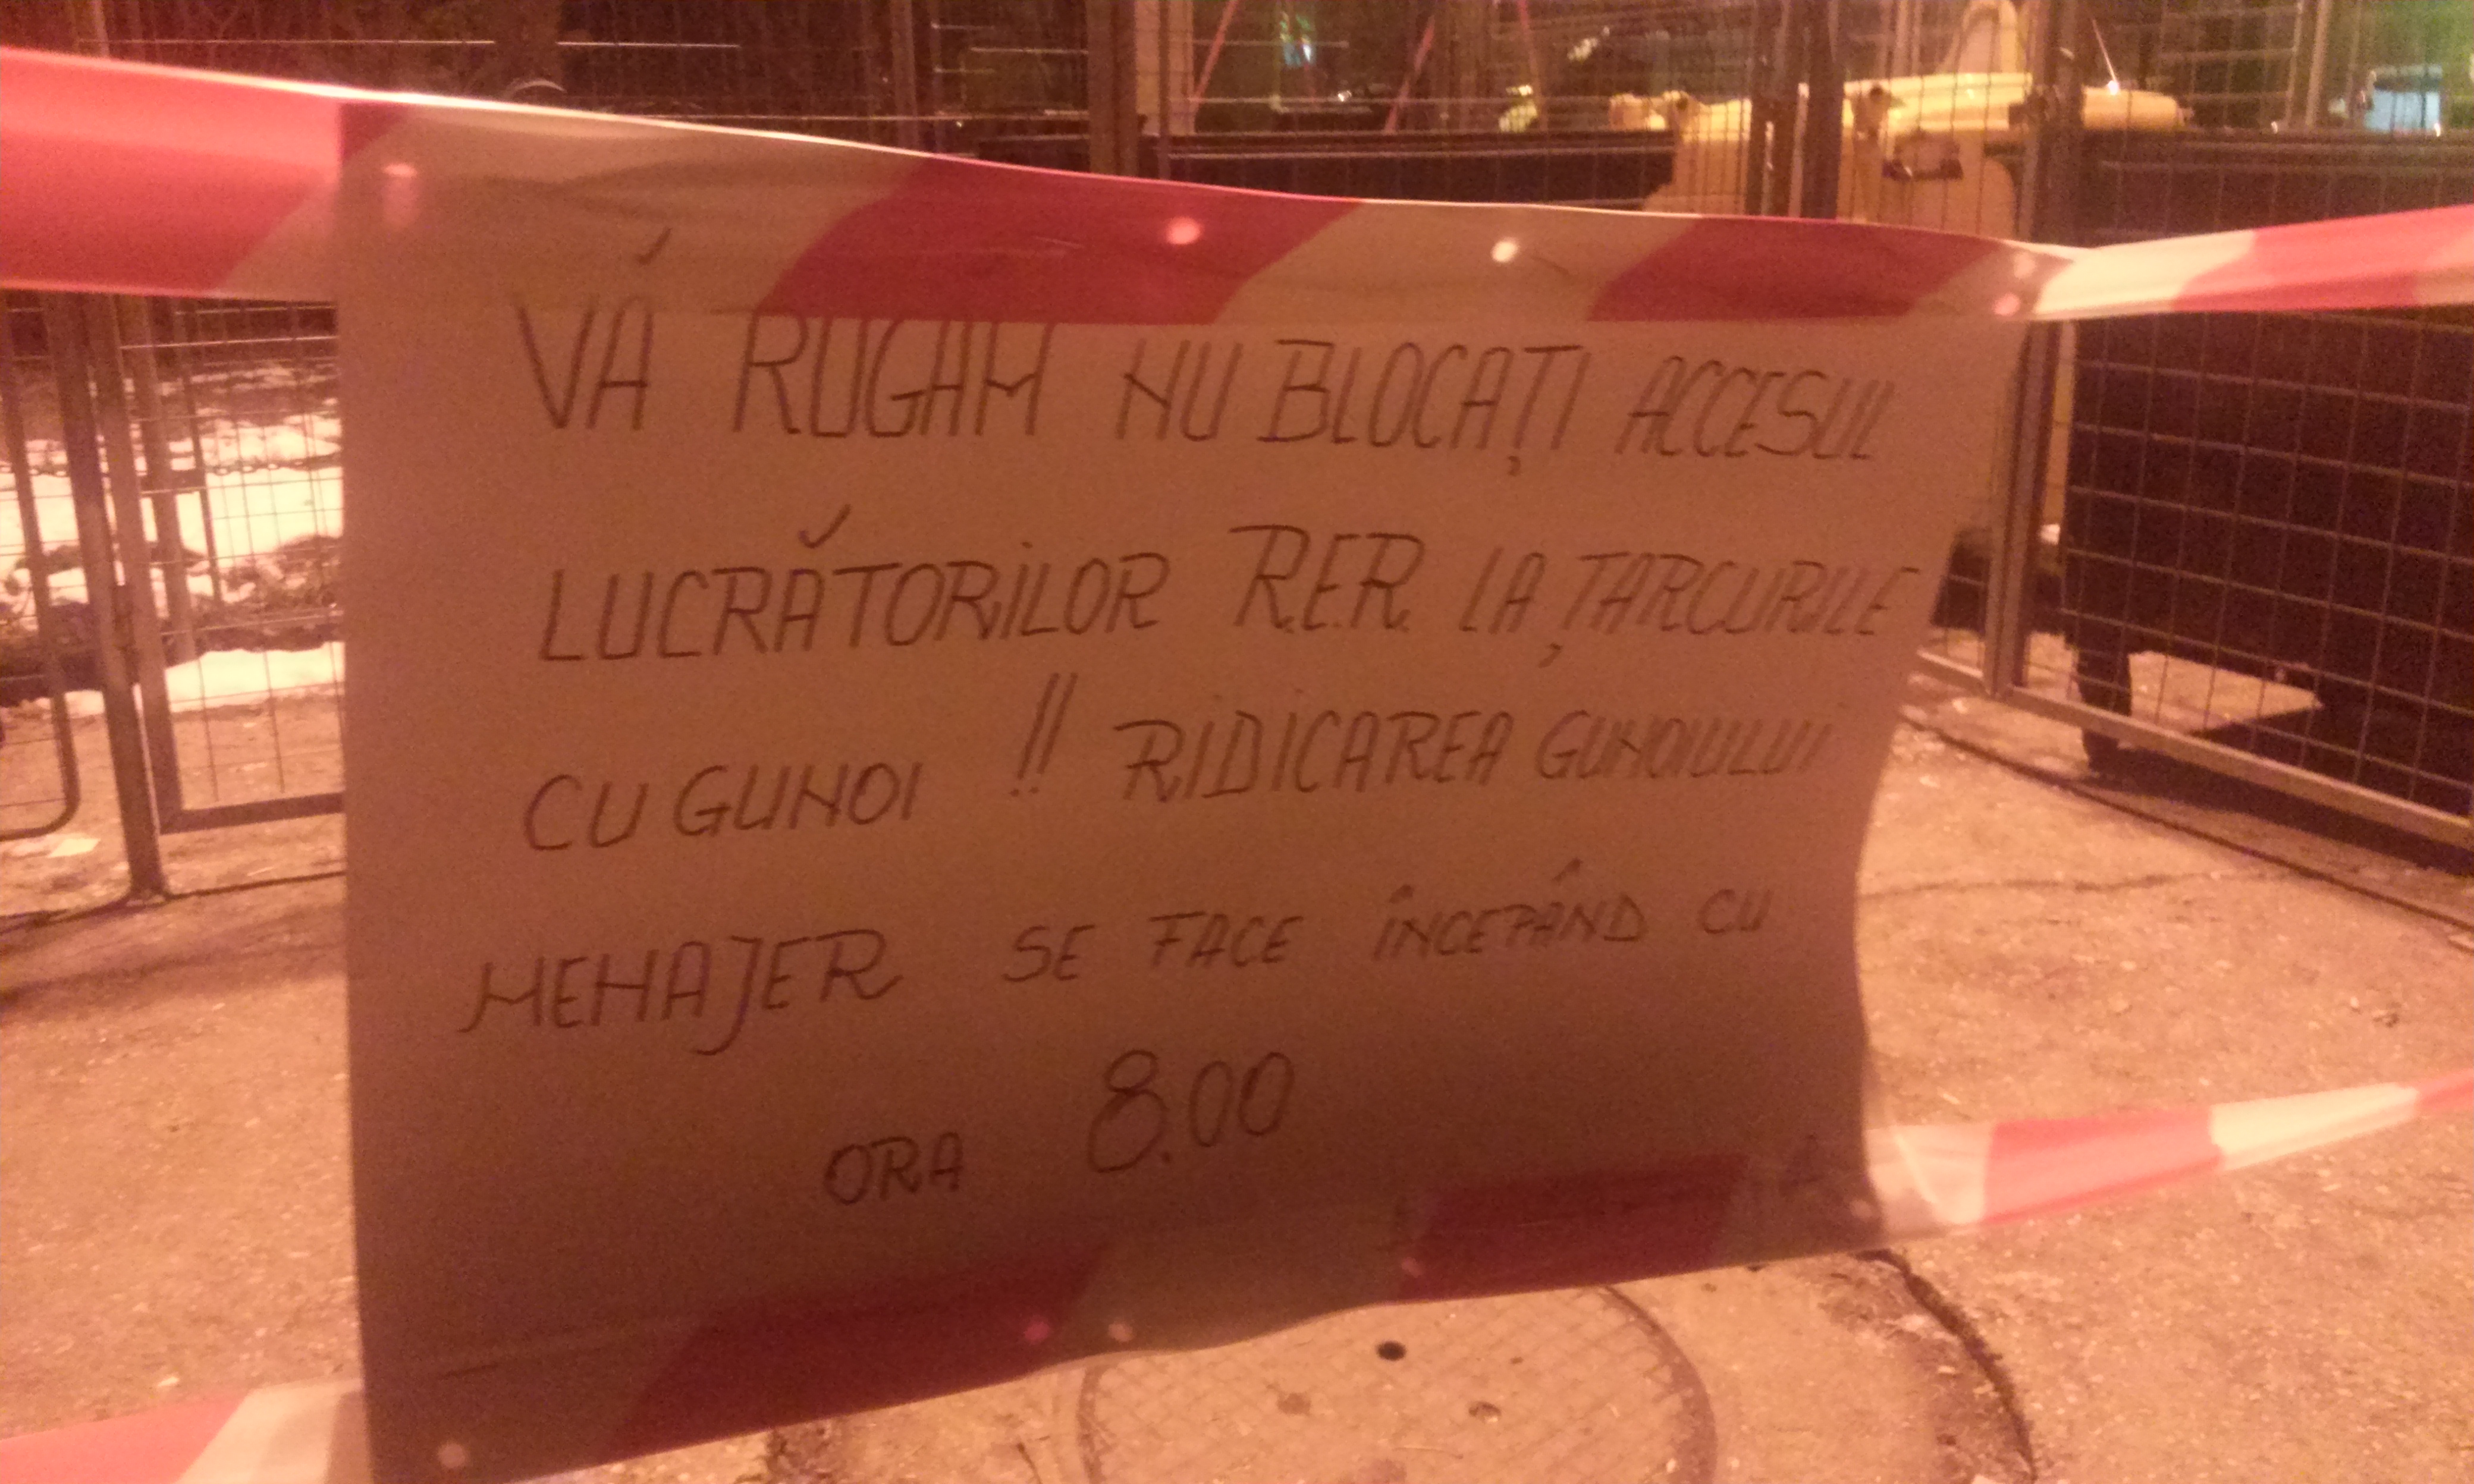 VĂ RUGAM NU BLOCAȚI ACCESUL
LUCRĂTORILOR R.E.R. LA ȚARCURILE
CU GUNOI !! RIDICAREA GUNOIULUI
MENAJER SE FACE ÎNCEPÂND CU
ORA 8.00